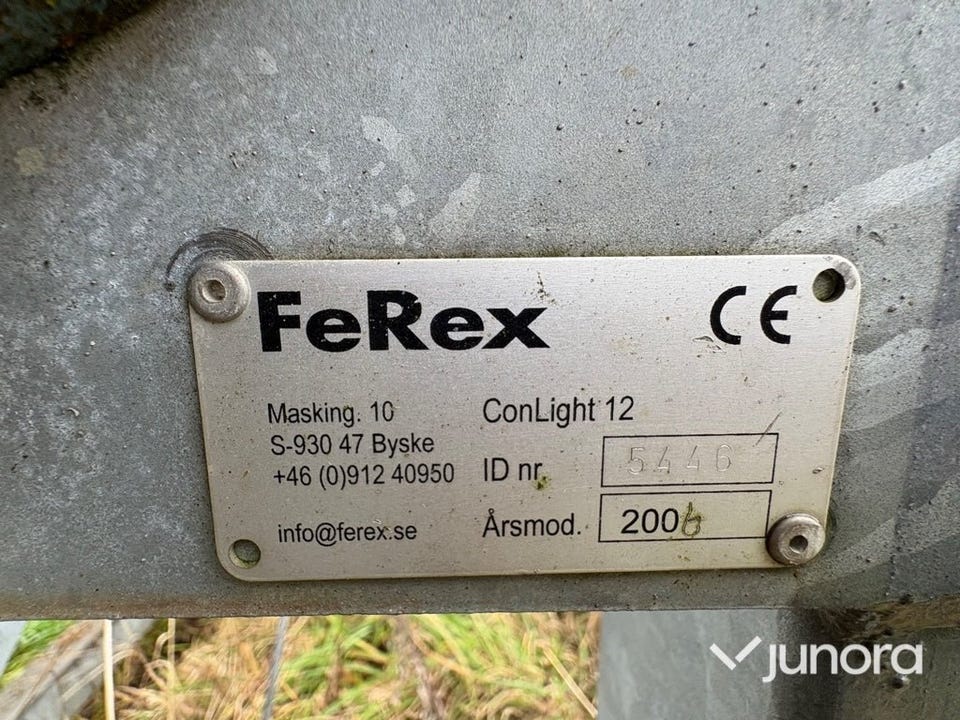 FeRex CE
Masking. 10
S-930 47 Byske
+46 (0)912 40950
info@ferex.se
ConLight 12
ID nr. 5446
Årsmod. 2006
junora